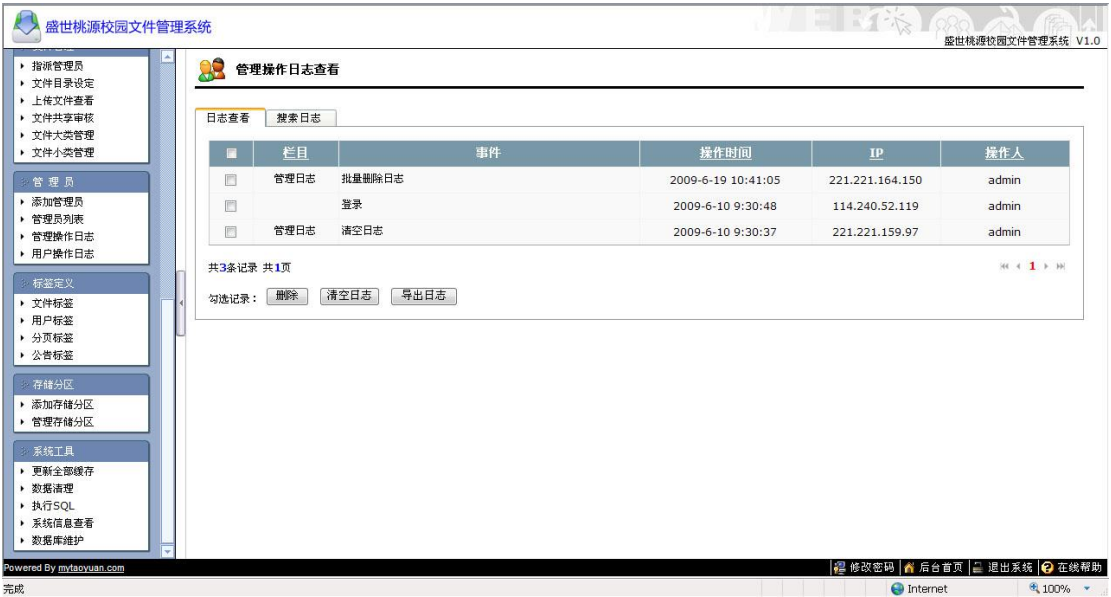 盛世桃源校园文件管理系统
盛世桃源校园文件管理系统 V1.0
指派管理员
文件目录设定
上传文件查看
文件共享审核
文件大类管理
文件小类管理
管 理 员
添加管理员
管理员列表
管理操作日志
用户操作日志
标签定义
文件标签
用户标签
分页标签
公告标签
存储分区
添加存储分区
管理存储分区
系统工具
更新全部缓存
数据清理
执行SQL
系统信息查看
数据库维护
管理操作日志查看
日志查看 搜索日志
栏目 事件 操作时间 IP 操作人
管理日志 批量删除日志 2009-6-19 10:41:05 221.221.164.150 admin
登录 2009-6-10 9:30:48 114.240.52.119 admin
管理日志 清空日志 2009-6-10 9:30:37 221.221.159.97 admin
共3条记录 共1页 1
勾选记录： 删除 清空日志 导出日志
Powered By mytaoyuan.com 修改密码 后台首页 退出系统 在线帮助
完成 Internet 100%